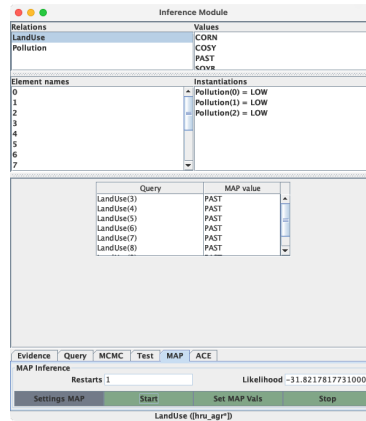 Inference Module
Relations
LandUse
Pollution
Values
CORN
COSY
PAST
SOYB
Element names
0
1
2
3
4
5
6
7
Instantiations
Pollution(0) = LOW
Pollution(1) = LOW
Pollution(2) = LOW
Query MAP value
LandUse(3) PAST
LandUse(4) PAST
LandUse(5) PAST
LandUse(6) PAST
LandUse(7) PAST
LandUse(8) PAST
Evidence Query MCMC Test MAP ACE
MAP Inference
Restarts 1 Likelihood -31.8217817731000
Settings MAP Start Set MAP Vals Stop
LandUse ([hru_agr*])